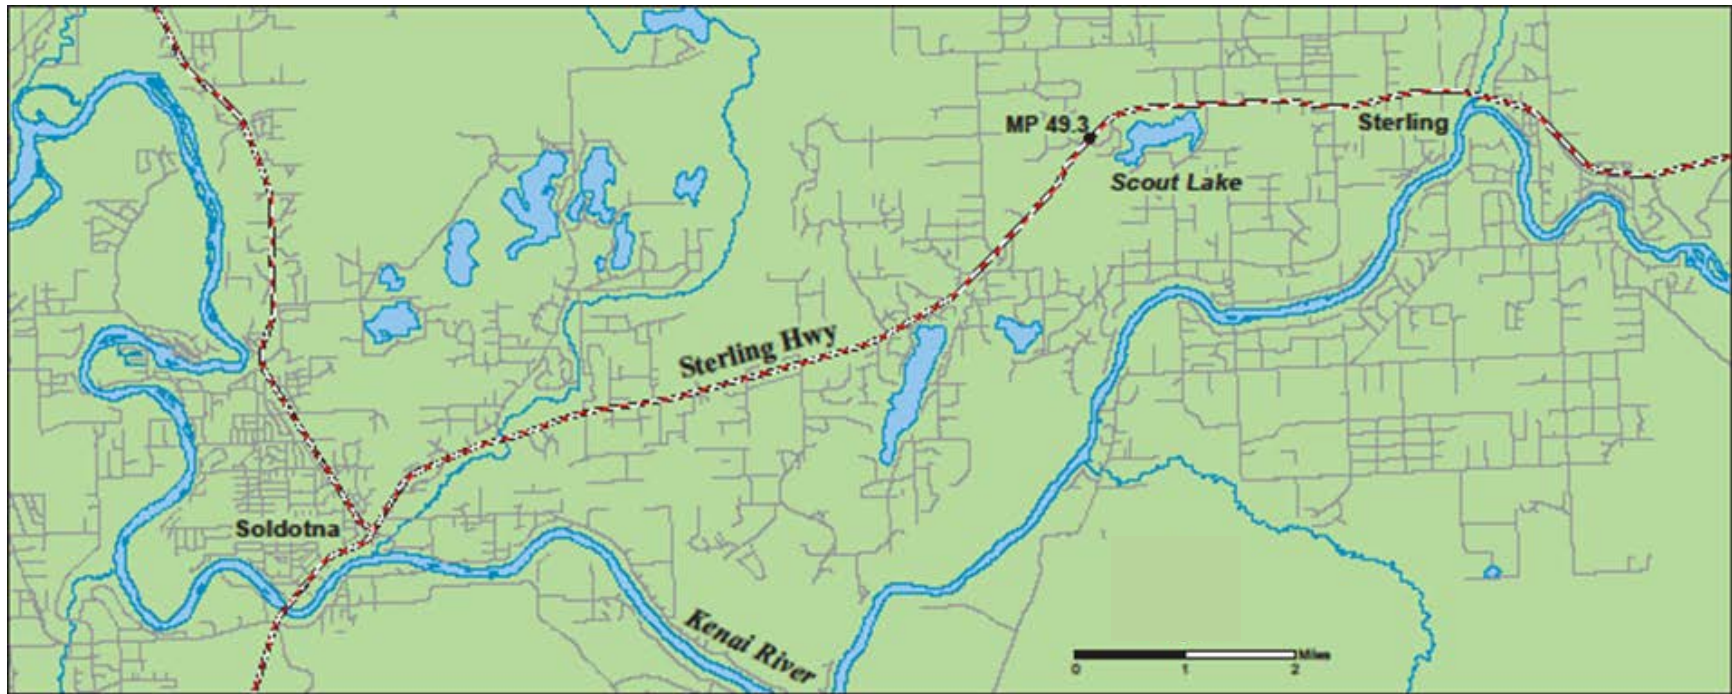 MP 49.3
Sterling
Scout Lake
Sterling Hwy
Soldotna
Kenai River
Miles
0 1 2